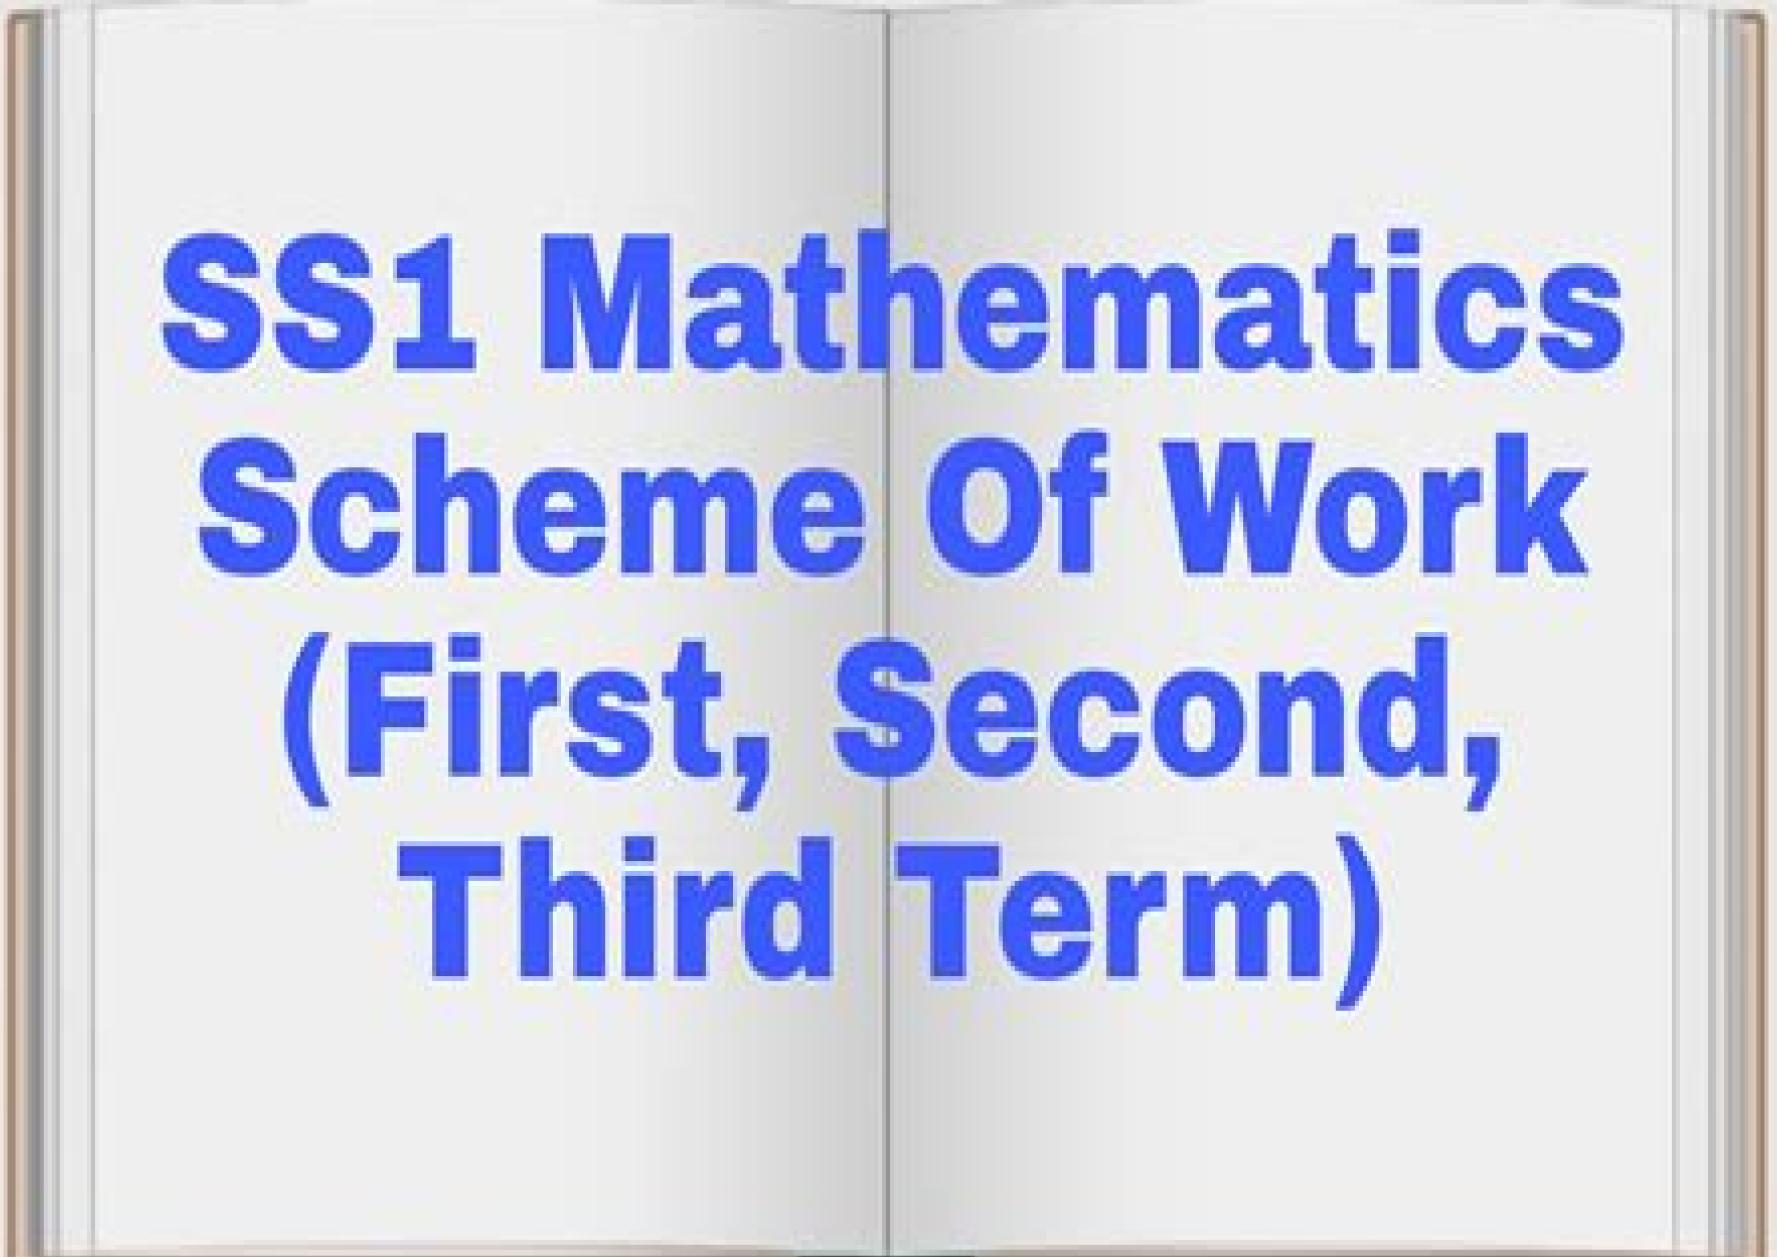 SS1 Mathematics
Scheme Of Work
(First, Second,
Third Term)